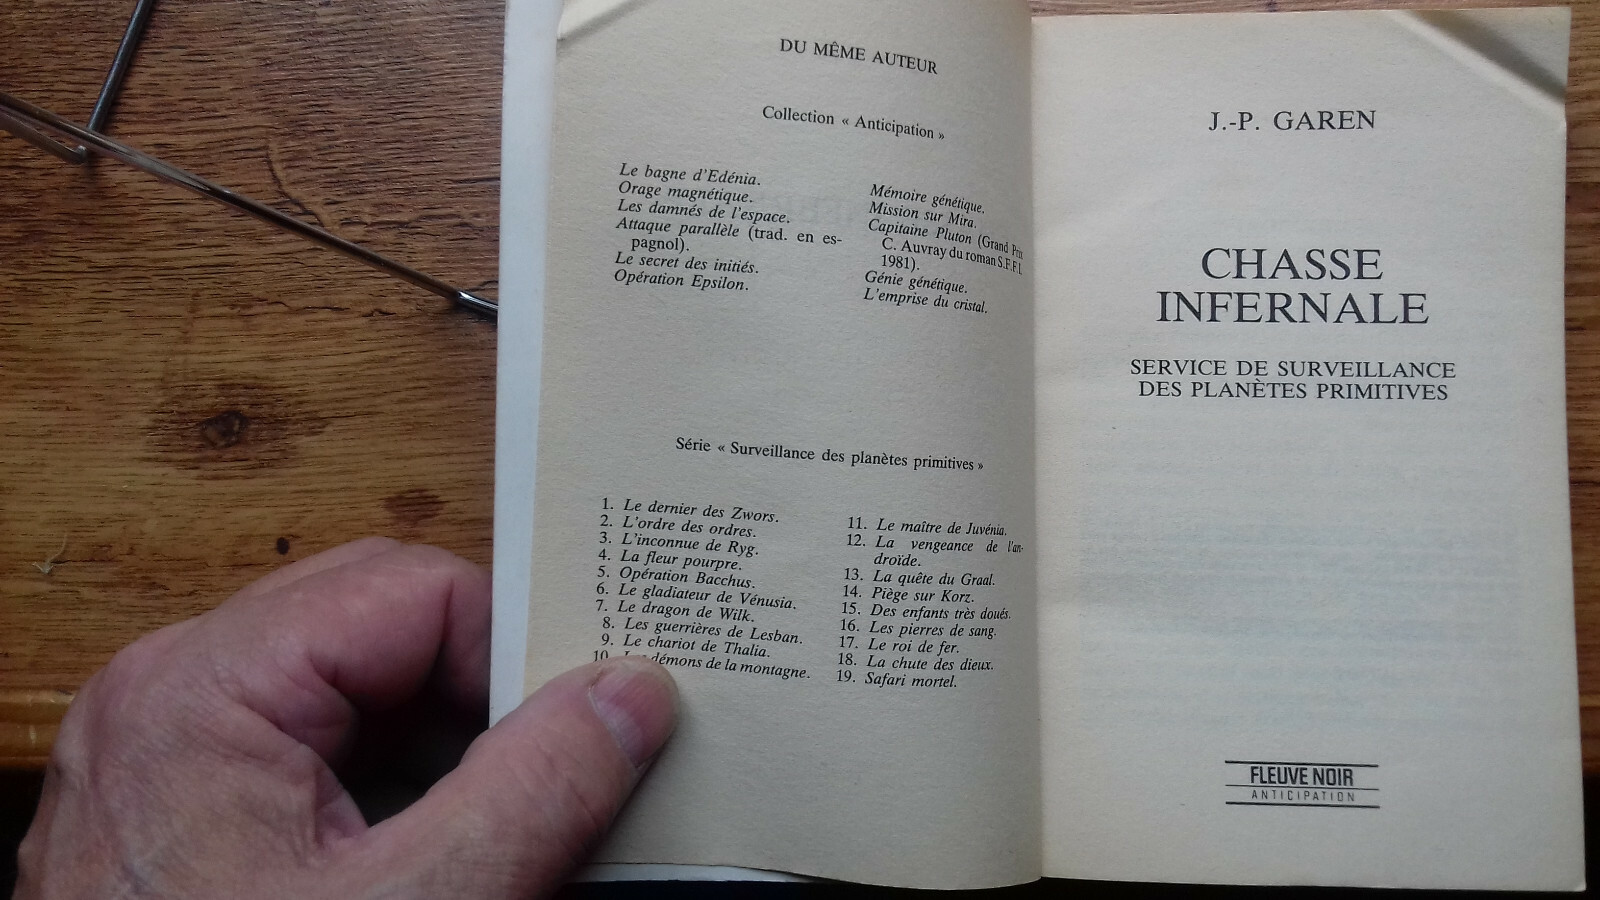 DU MÊME AUTEUR
Collection « Anticipation »
Le bagne d'Edénia.
Orage magnétique.
Les damnés de l'espace.
Attaque parallèle (trad. en es-
pagnol).
Le secret des initiés.
Opération Epsilon.
Mémoire génétique.
Mission sur Mira.
Capitaine Pluton (Grand Prix
C. Auvray du roman S.F.F.L
1981).
Génie génétique.
L'emprise du cristal.
Série « Surveillance des planètes primitives »
1. Le dernier des Zwors.
2. L'ordre des ordres.
3. L'inconnue de Ryg.
4. La fleur pourpre.
5. Opération Bacchus.
6. Le gladiateur de Vénusia.
7. Le dragon de Wilk.
8. Les guerrières de Lesban.
9. Le chariot de Thalia.
10. démons de la montagne.
11. Le maître de Juvénia.
12. La vengeance de l'an-
droïde.
13. La quête du Graal.
14. Piège sur Korz.
15. Des enfants très doués.
16. Les pierres de sang.
17. Le roi de fer.
18. La chute des dieux.
19. Safari mortel.
J.-P. GAREN
CHASSE
INFERNALE
SERVICE DE SURVEILLANCE
DES PLANÈTES PRIMITIVES
FLEUVE NOIR
ANTICIPATION